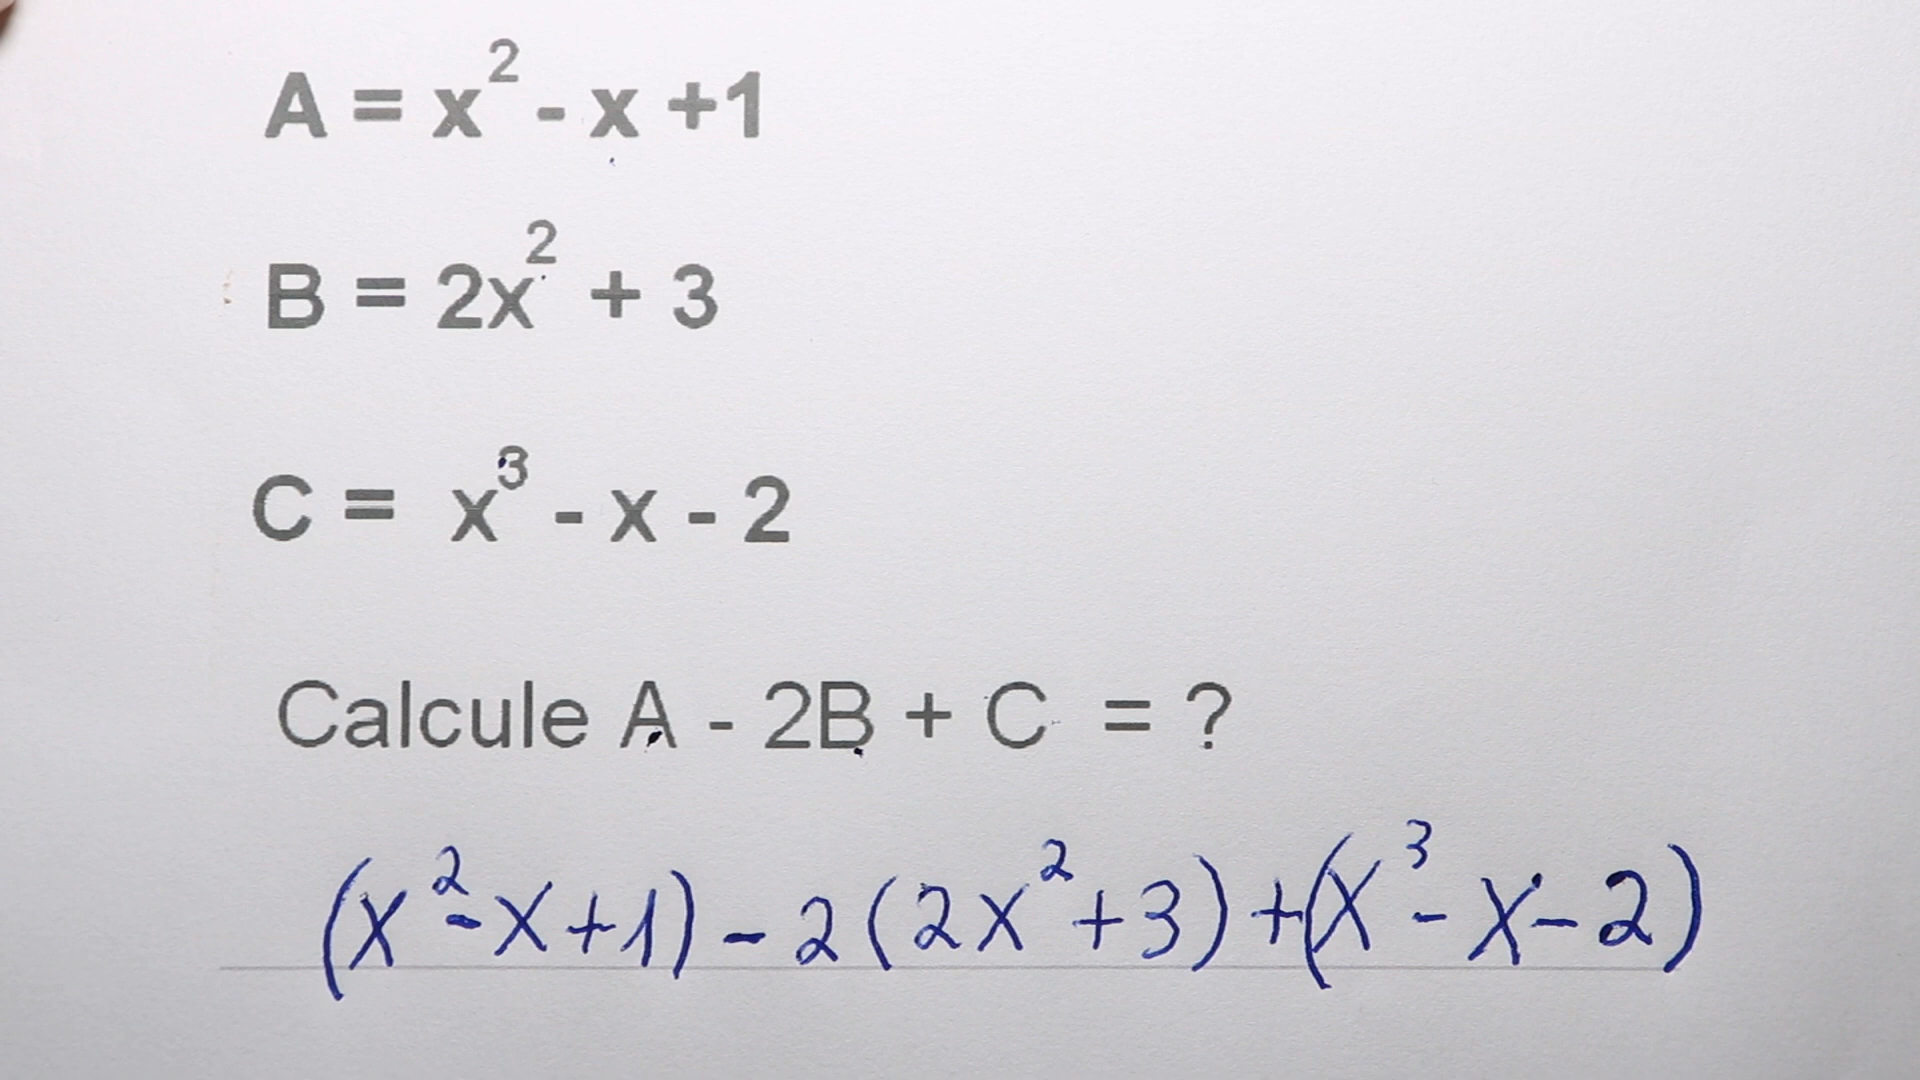 A = x² - x +1
B = 2x² + 3
C = x³ - x - 2
Calcule A - 2B + C = ?
(x²-x+1) - 2(2x²+3)+(x³-x-2)